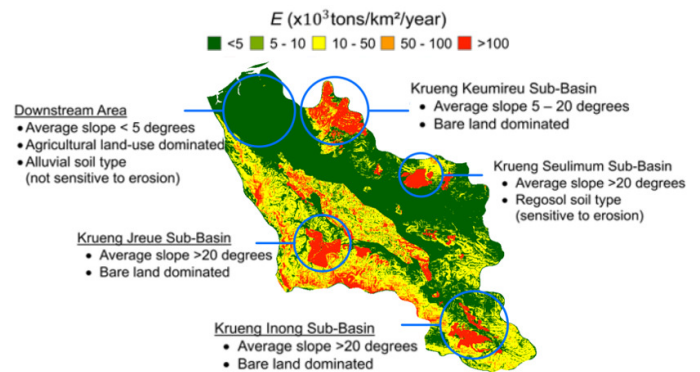 E (x10³tons/km²/year)
<5 5 - 10 10 - 50 50 - 100 >100
Krueng Keumireu Sub-Basin
• Average slope 5 – 20 degrees
• Bare land dominated
Downstream Area
• Average slope < 5 degrees
• Agricultural land-use dominated
• Alluvial soil type
(not sensitive to erosion)
Krueng Seulimum Sub-Basin
• Average slope >20 degrees
• Regosol soil type
(sensitive to erosion)
Krueng Jreue Sub-Basin
• Average slope >20 degrees
• Bare land dominated
Krueng Inong Sub-Basin
• Average slope >20 degrees
• Bare land dominated